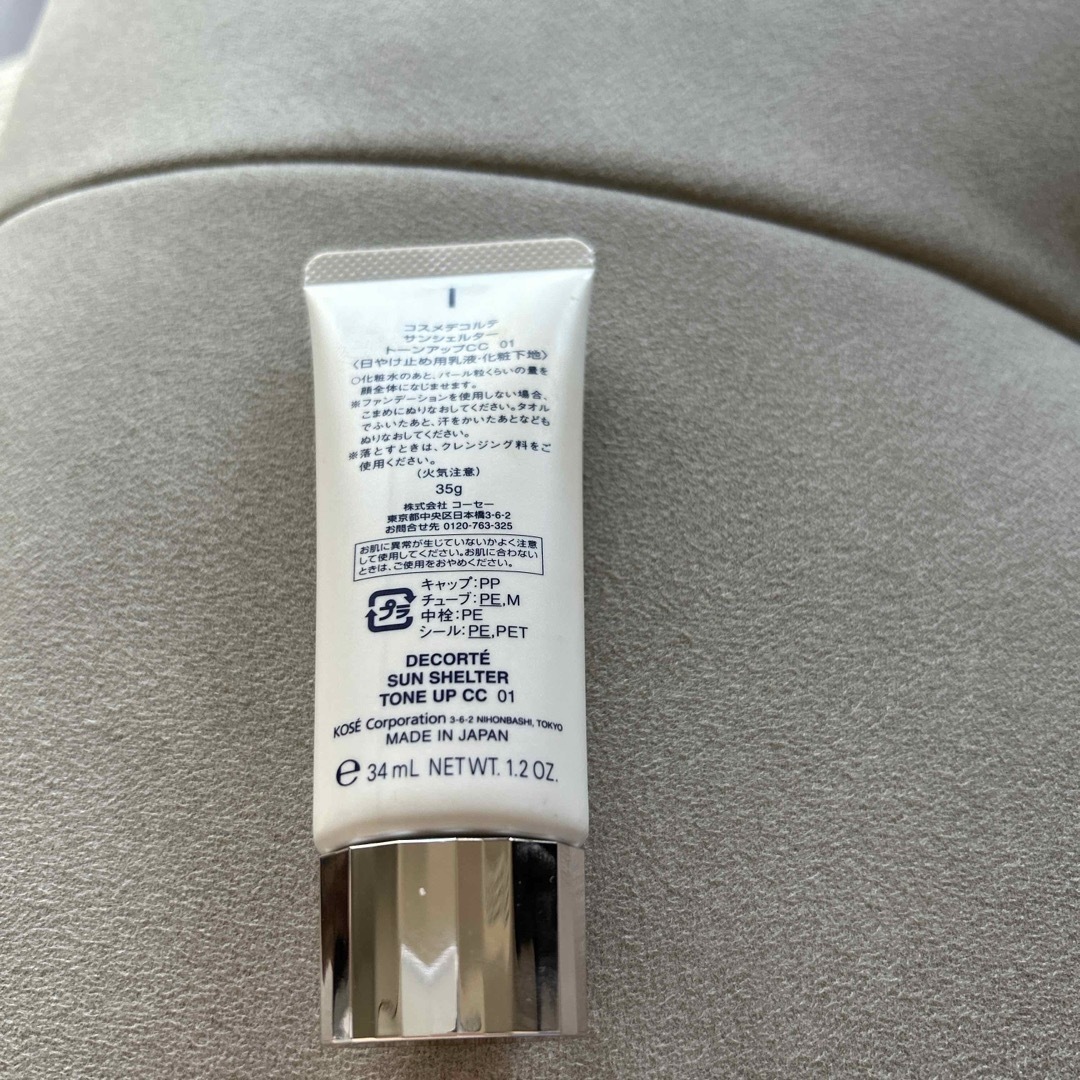 コスメデコルテ
サンシェルター
トーンアップCC 01
〈日やけ止め用乳液·化粧下地〉
○化粧水のあと、パール粒くらいの量を
顔全体になじませます。
※ファンデーションを使用しない場合、
こまめにぬりなおしてください。タオル
でふいたあと、汗をかいたあとなども
ぬりなおしてください。
※落とすときは、クレンジング料をご
使用ください。
(火気注意)
35g
株式会社 コーセー
東京都中央区日本橋3-6-2
お問合せ先 0120-763-325
お肌に異常が生じていないかよく注意
して使用してください。お肌に合わない
ときは、ご使用をおやめください。
プラ
キャップ:PP
チューブ:PE,M
中栓:PE
シール:PE,PET
DECORTÉ
SUN SHELTER
TONE UP CC 01
KOSÉ Corporation 3-6-2 NIHONBASHI, TOKYO
MADE IN JAPAN
℮ 34 mL NET WT. 1.2 OZ.